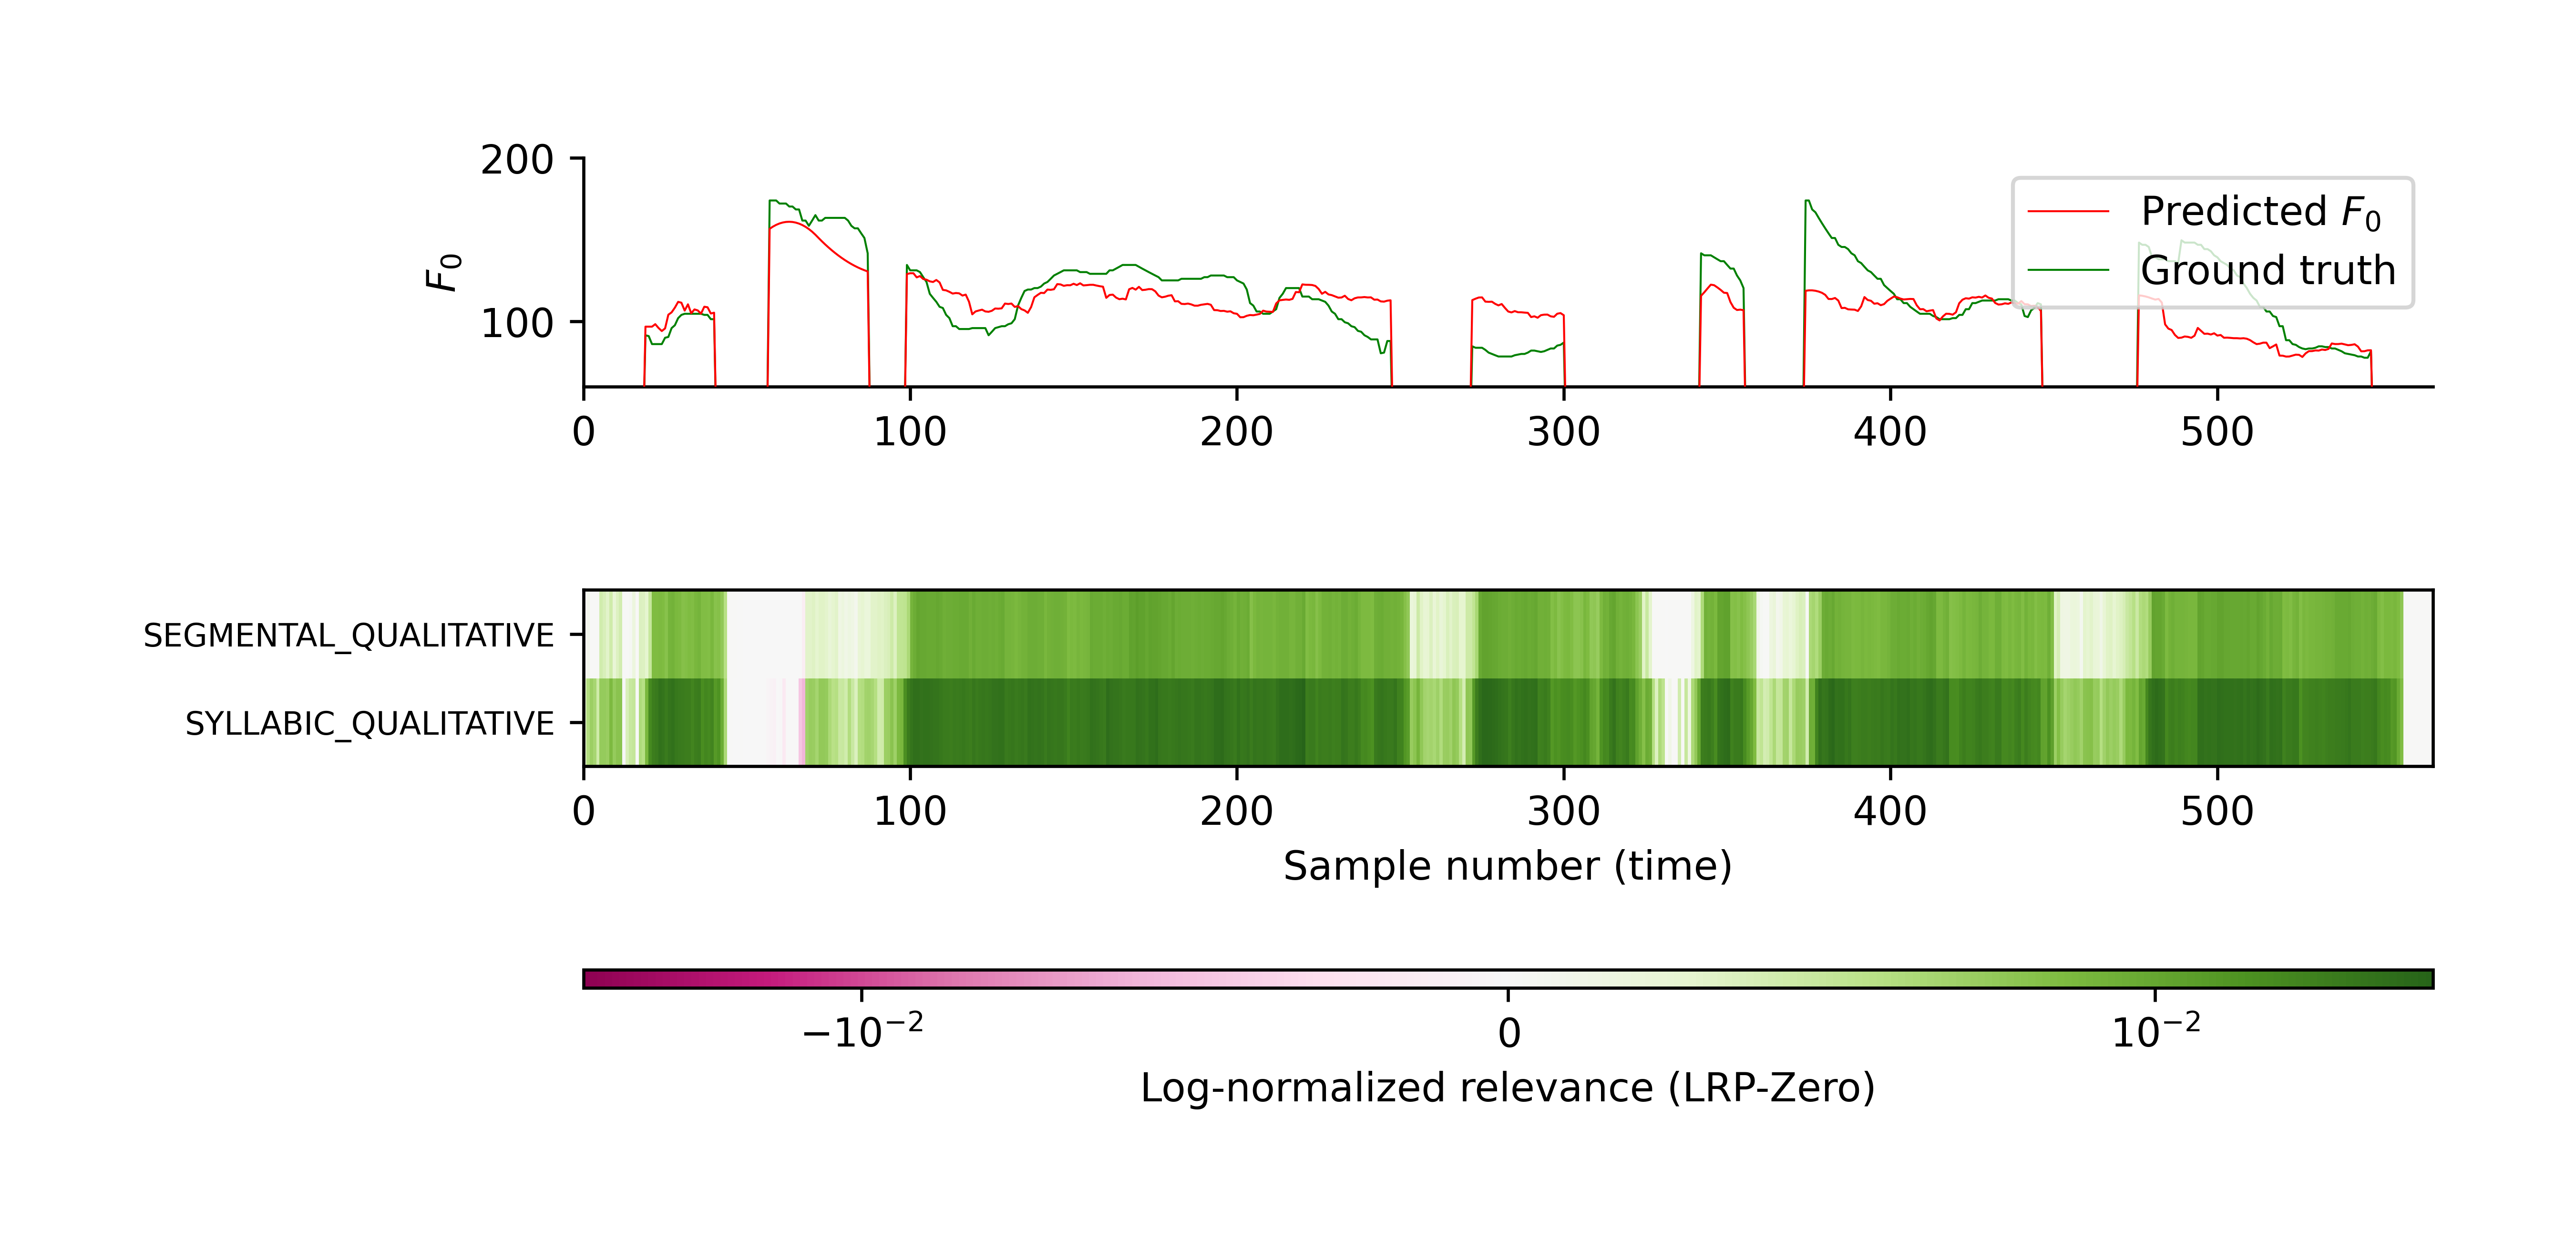 200
100
F₀
Predicted F₀
Ground truth
0 100 200 300 400 500
SEGMENTAL_QUALITATIVE
SYLLABIC_QUALITATIVE
0 100 200 300 400 500
Sample number (time)
−10⁻² 0 10⁻²
Log-normalized relevance (LRP-Zero)